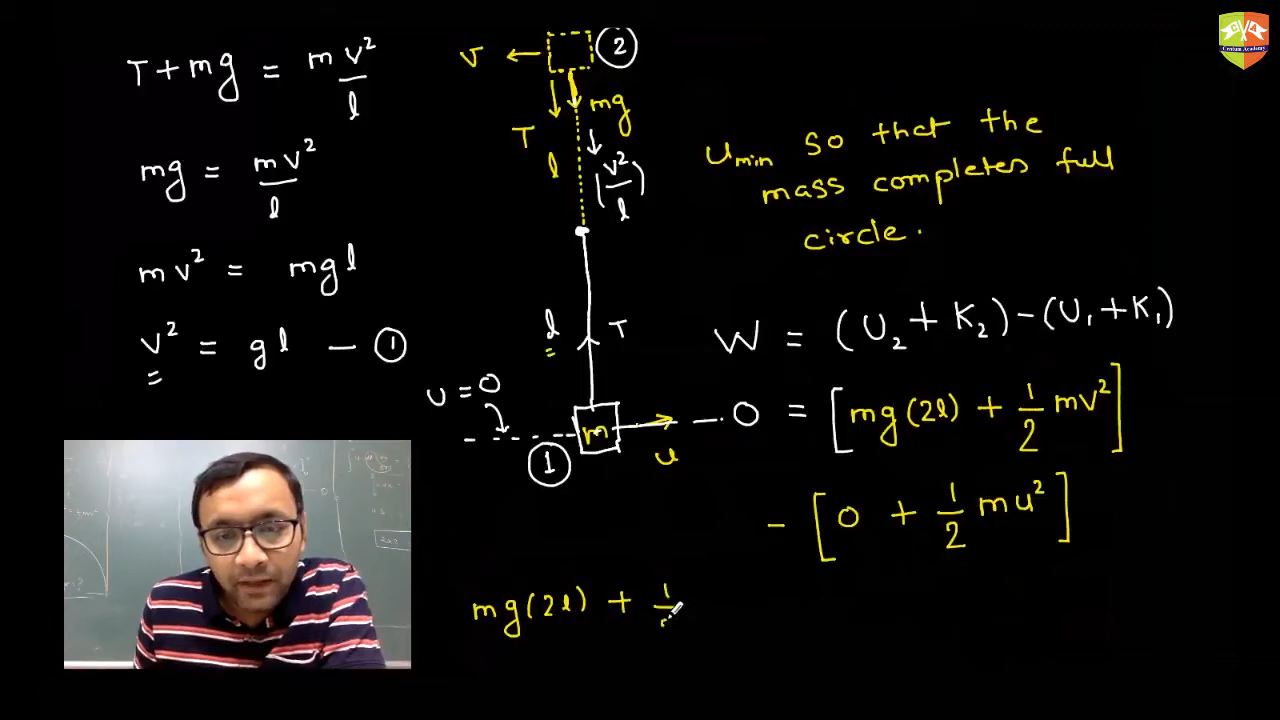 T + mg = mv²/l
mg = mv²/l
mv² = mgl
v² = gl — ①
v ← ②
T mg
l (v²/l)
l T
U = 0
m u
①
u_min so that the
mass completes full
circle.
W = (U₂ + K₂) - (U₁ + K₁)
0 = [mg(2l) + 1/2 mv²]
- [0 + 1/2 mu²]
mg(2l) + 1
Centum Academy